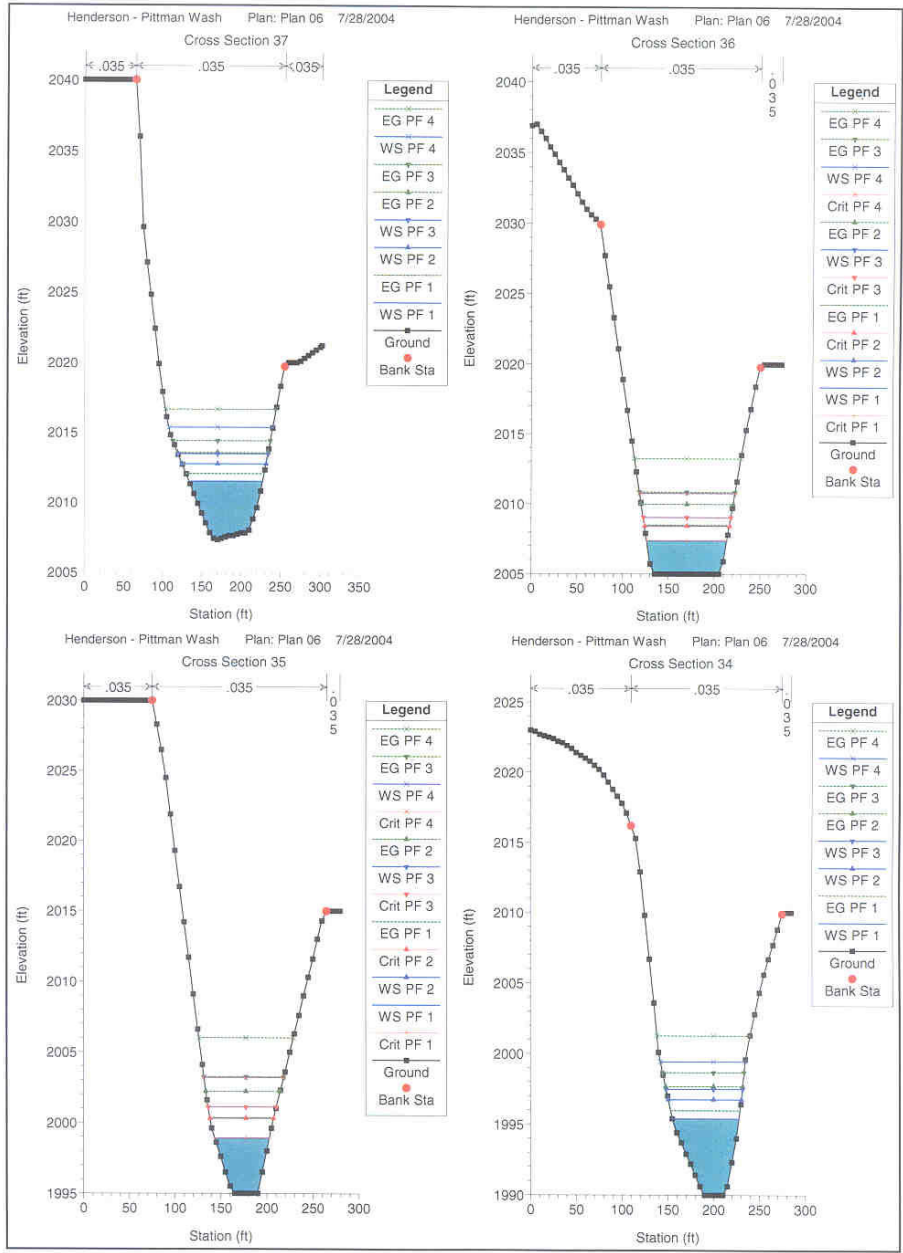 Henderson - Pittman Wash Plan: Plan 06 7/28/2004
Cross Section 37
.035 .035 .035
Elevation (ft)
2040
2035
2030
2025
2020
2015
2010
2005
0 50 100 150 200 250 300 350
Station (ft)
Legend
EG PF 4
WS PF 4
EG PF 3
EG PF 2
WS PF 3
WS PF 2
EG PF 1
WS PF 1
Ground
Bank Sta
Henderson - Pittman Wash Plan: Plan 06 7/28/2004
Cross Section 36
.035 .035 .035
Elevation (ft)
2040
2035
2030
2025
2020
2015
2010
2005
0 50 100 150 200 250 300
Station (ft)
Legend
EG PF 4
EG PF 3
WS PF 4
Crit PF 4
EG PF 2
WS PF 3
Crit PF 3
EG PF 1
Crit PF 2
WS PF 2
WS PF 1
Crit PF 1
Ground
Bank Sta
Henderson - Pittman Wash Plan: Plan 06 7/28/2004
Cross Section 35
.035 .035 .035
Elevation (ft)
2030
2025
2020
2015
2010
2005
2000
1995
0 50 100 150 200 250 300
Station (ft)
Legend
EG PF 4
EG PF 3
WS PF 4
Crit PF 4
EG PF 2
WS PF 3
Crit PF 3
EG PF 1
Crit PF 2
WS PF 2
WS PF 1
Crit PF 1
Ground
Bank Sta
Henderson - Pittman Wash Plan: Plan 06 7/28/2004
Cross Section 34
.035 .035 .035
Elevation (ft)
2025
2020
2015
2010
2005
2000
1995
1990
0 50 100 150 200 250 300
Station (ft)
Legend
EG PF 4
WS PF 4
EG PF 3
EG PF 2
WS PF 3
WS PF 2
EG PF 1
WS PF 1
Ground
Bank Sta